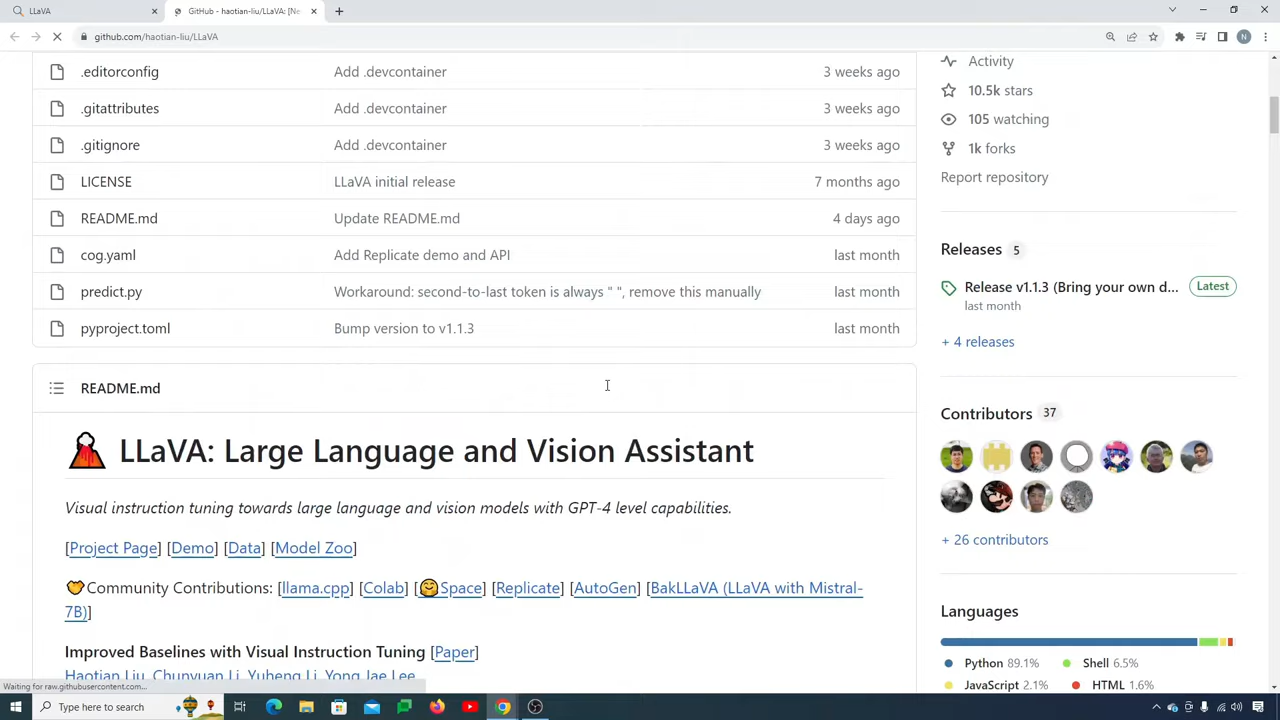 LLaVA
GitHub - haotian-liu/LLaVA: [Ne
github.com/haotian-liu/LLaVA
N
.editorconfig Add .devcontainer 3 weeks ago
.gitattributes Add .devcontainer 3 weeks ago
.gitignore Add .devcontainer 3 weeks ago
LICENSE LLaVA initial release 7 months ago
README.md Update README.md 4 days ago
cog.yaml Add Replicate demo and API last month
predict.py Workaround: second-to-last token is always " ", remove this manually last month
pyproject.toml Bump version to v1.1.3 last month
README.md
LLaVA: Large Language and Vision Assistant
Visual instruction tuning towards large language and vision models with GPT-4 level capabilities.
[Project Page] [Demo] [Data] [Model Zoo]
Community Contributions: [llama.cpp] [Colab] [🤗Space] [Replicate] [AutoGen] [BakLLaVA (LLaVA with Mistral-
7B)]
Improved Baselines with Visual Instruction Tuning [Paper]
Haotian Liu, Chunyuan Li, Yuheng Li, Yong Jae Lee
Activity
10.5k stars
105 watching
1k forks
Report repository
Releases 5
Release v1.1.3 (Bring your own d... Latest
last month
+ 4 releases
Contributors 37
+ 26 contributors
Languages
Python 89.1% Shell 6.5%
JavaScript 2.1% HTML 1.6%
Waiting for raw.githubusercontent.com...
Type here to search